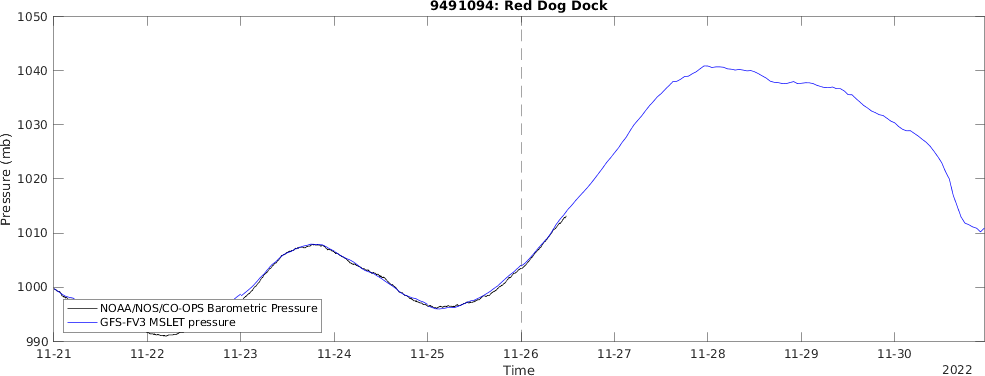 9491094: Red Dog Dock
1050
1040
1030
1020
1010
1000
990
Pressure (mb)
NOAA/NOS/CO-OPS Barometric Pressure
GFS-FV3 MSLET pressure
11-21 11-22 11-23 11-24 11-25 11-26 11-27 11-28 11-29 11-30
Time
2022